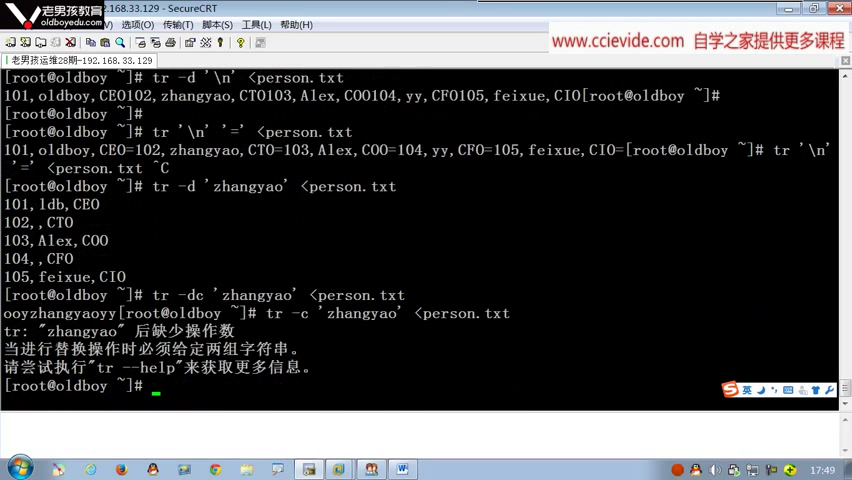 老男孩教育
oldboyedu.com
2.168.33.129 - SecureCRT
选项(O) 传输(T) 脚本(S) 工具(L) 帮助(H)
www.ccievide.com 自学之家提供更多课程
老男孩运维28期-192.168.33.129
[root@oldboy ~]# tr -d '\n' <person.txt
101,oldboy,CEO102,zhangyao,CTO103,Alex,COO104,yy,CFO105,feixue,CIO[root@oldboy ~]#
[root@oldboy ~]#
[root@oldboy ~]# tr '\n' '=' <person.txt
101,oldboy,CEO=102,zhangyao,CTO=103,Alex,COO=104,yy,CFO=105,feixue,CIO=[root@oldboy ~]# tr '\n'
'=' <person.txt ^C
[root@oldboy ~]# tr -d 'zhangyao' <person.txt
101,ldb,CEO
102,,CTO
103,Alex,COO
104,,CFO
105,feixue,CIO
[root@oldboy ~]# tr -dc 'zhangyao' <person.txt
ooyzhangyaoyy[root@oldboy ~]# tr -c 'zhangyao' <person.txt
tr: "zhangyao" 后缺少操作数
当进行替换操作时必须给定两组字符串。
请尝试执行"tr --help"来获取更多信息。
[root@oldboy ~]#
英
17:49